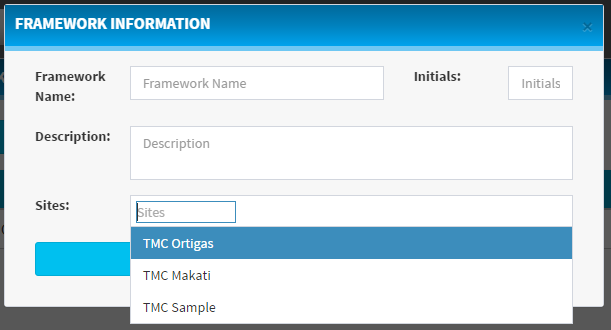 FRAMEWORK INFORMATION
×
Framework Name:
Framework Name
Initials:
Initials
Description:
Description
Sites:
Sites
TMC Ortigas
TMC Makati
TMC Sample